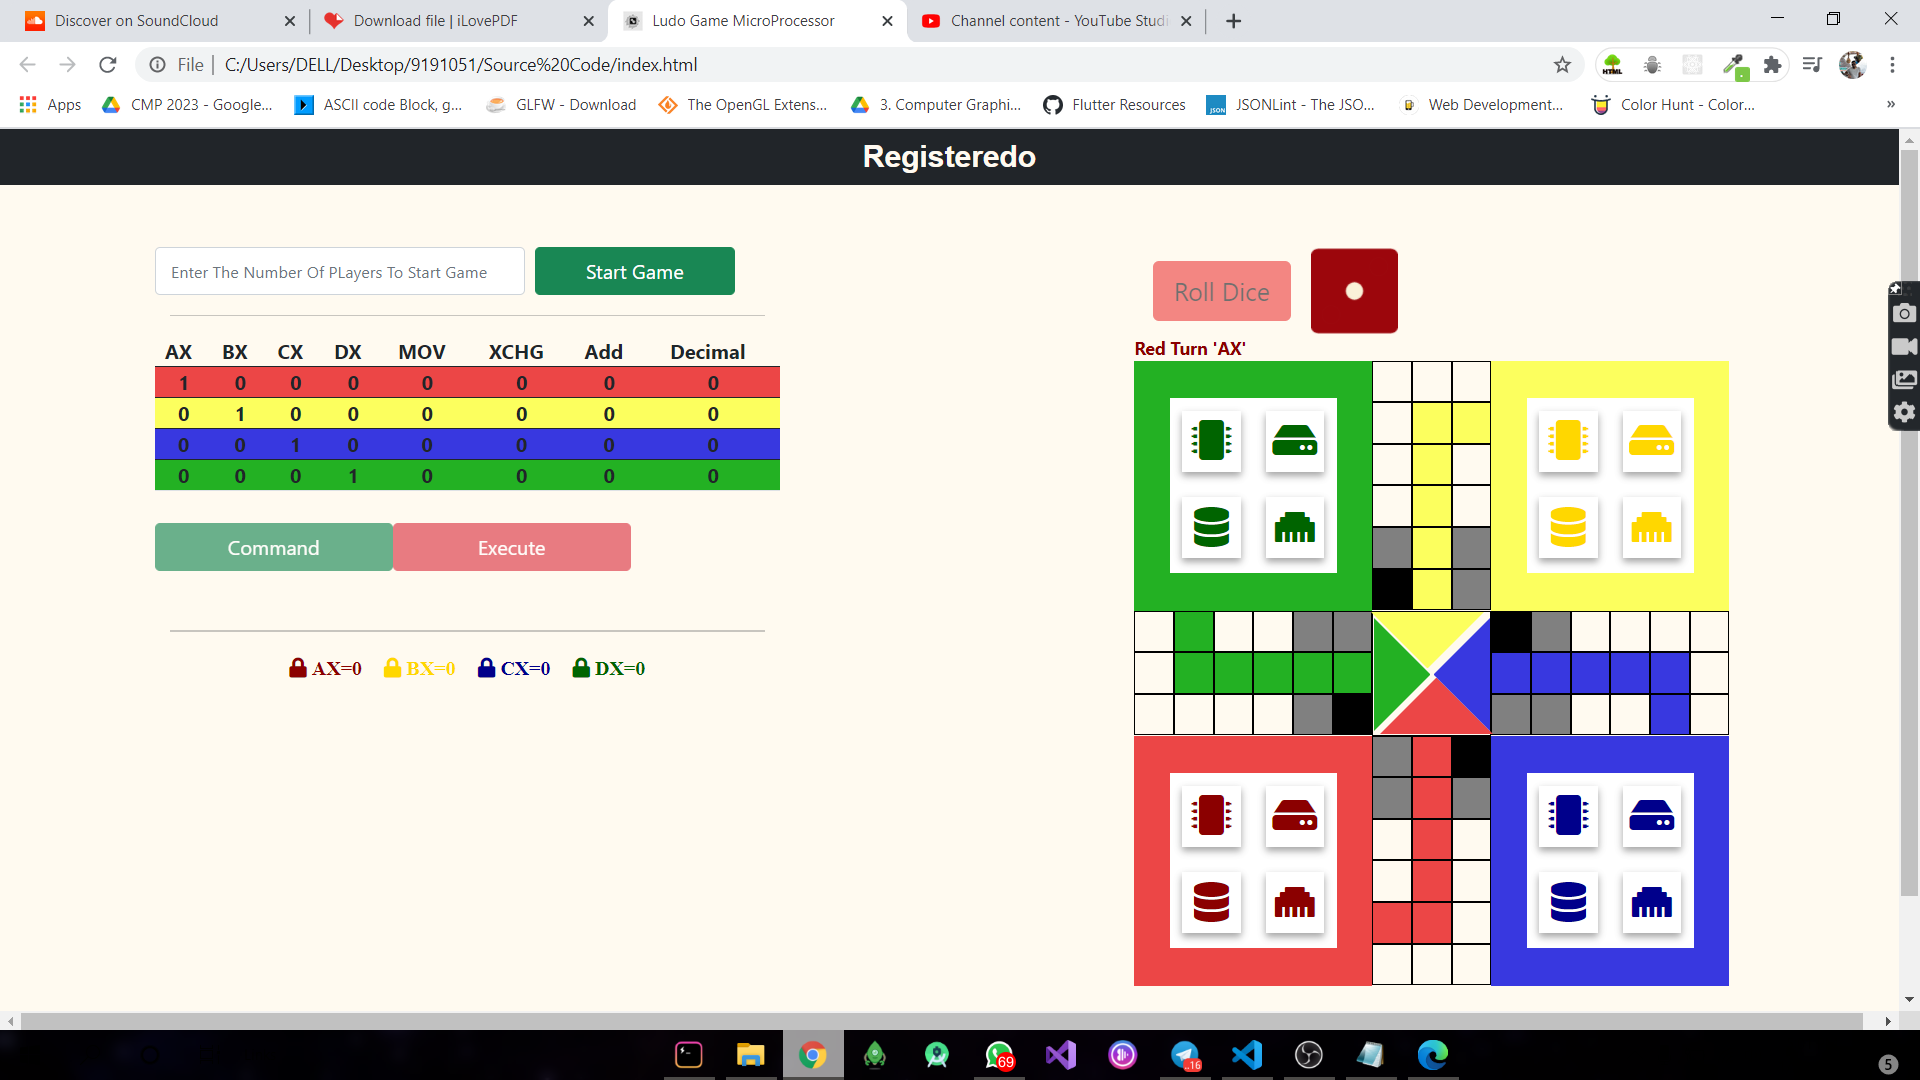 Discover on SoundCloud
Download file | iLovePDF
Ludo Game MicroProcessor
Channel content - YouTube Studi
File | C:/Users/DELL/Desktop/9191051/Source%20Code/index.html
HTML
Apps
CMP 2023 - Google...
ASCII code Block, g...
GLFW - Download
The OpenGL Extens...
3. Computer Graphi...
Flutter Resources
JSON
JSONLint - The JSO...
Web Development...
Color Hunt - Color...
»
Registeredo
Enter The Number Of PLayers To Start Game
Start Game
AX BX CX DX MOV XCHG Add Decimal
1 0 0 0 0 0 0 0
0 1 0 0 0 0 0 0
0 0 1 0 0 0 0 0
0 0 0 1 0 0 0 0
Command
Execute
AX=0 BX=0 CX=0 DX=0
Roll Dice
Red Turn 'AX'
69
..16
5